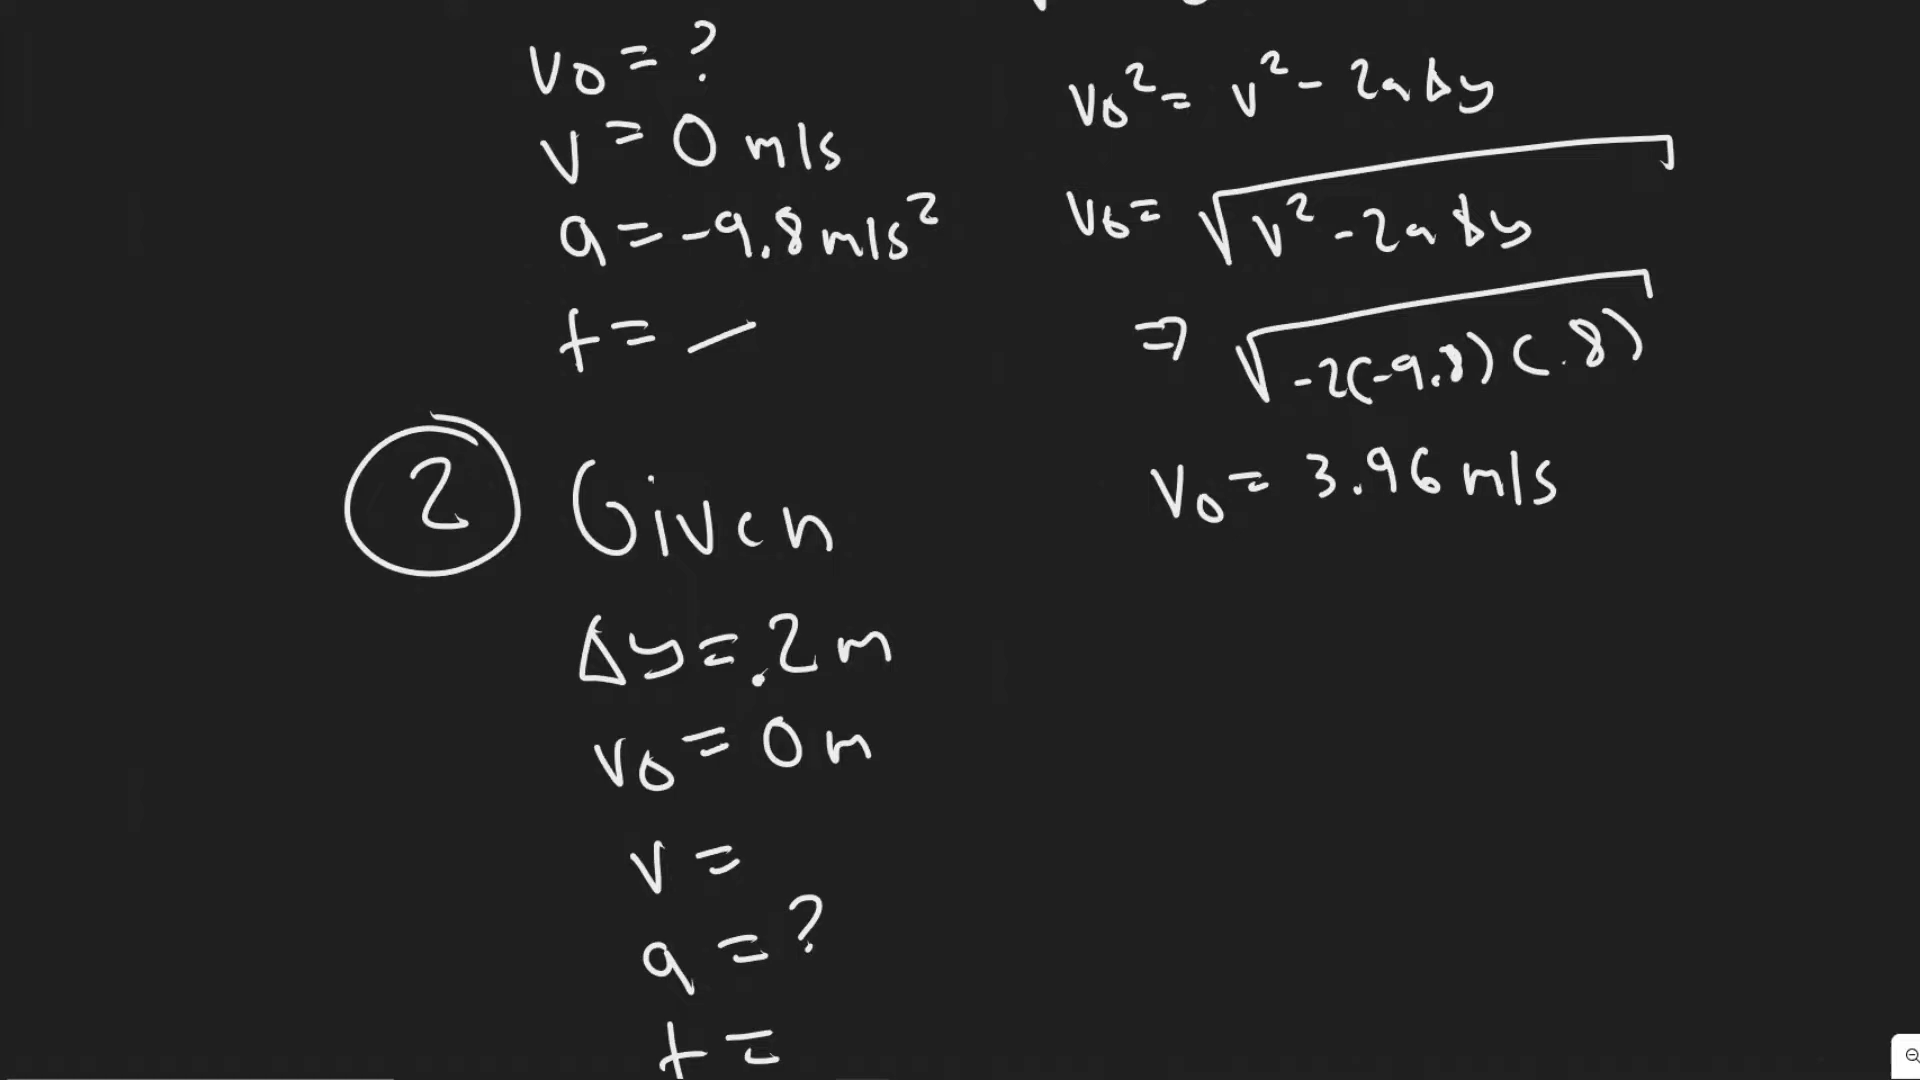 v₀ = ?
v = 0 m/s
a = -9.8 m/s²
t = —
v₀² = v² - 2aΔy
v₀ = √(v² - 2aΔy)
⇒ √(-2(-9.8)(.8))
v₀ = 3.96 m/s
② Given
Δy = .2 m
v₀ = 0 m
v =
a = ?
t =